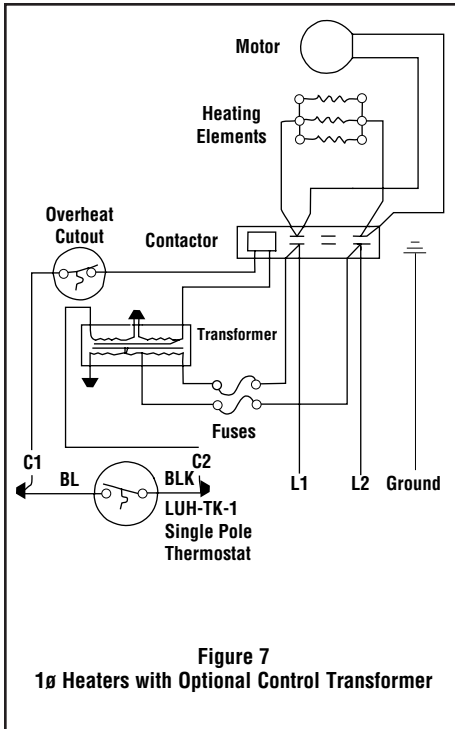 Motor
Heating
Elements
Overheat
Cutout
Contactor
Transformer
Fuses
C1
C2
BL
BLK
L1
L2
Ground
LUH-TK-1
Single Pole
Thermostat
Figure 7
1ø Heaters with Optional Control Transformer